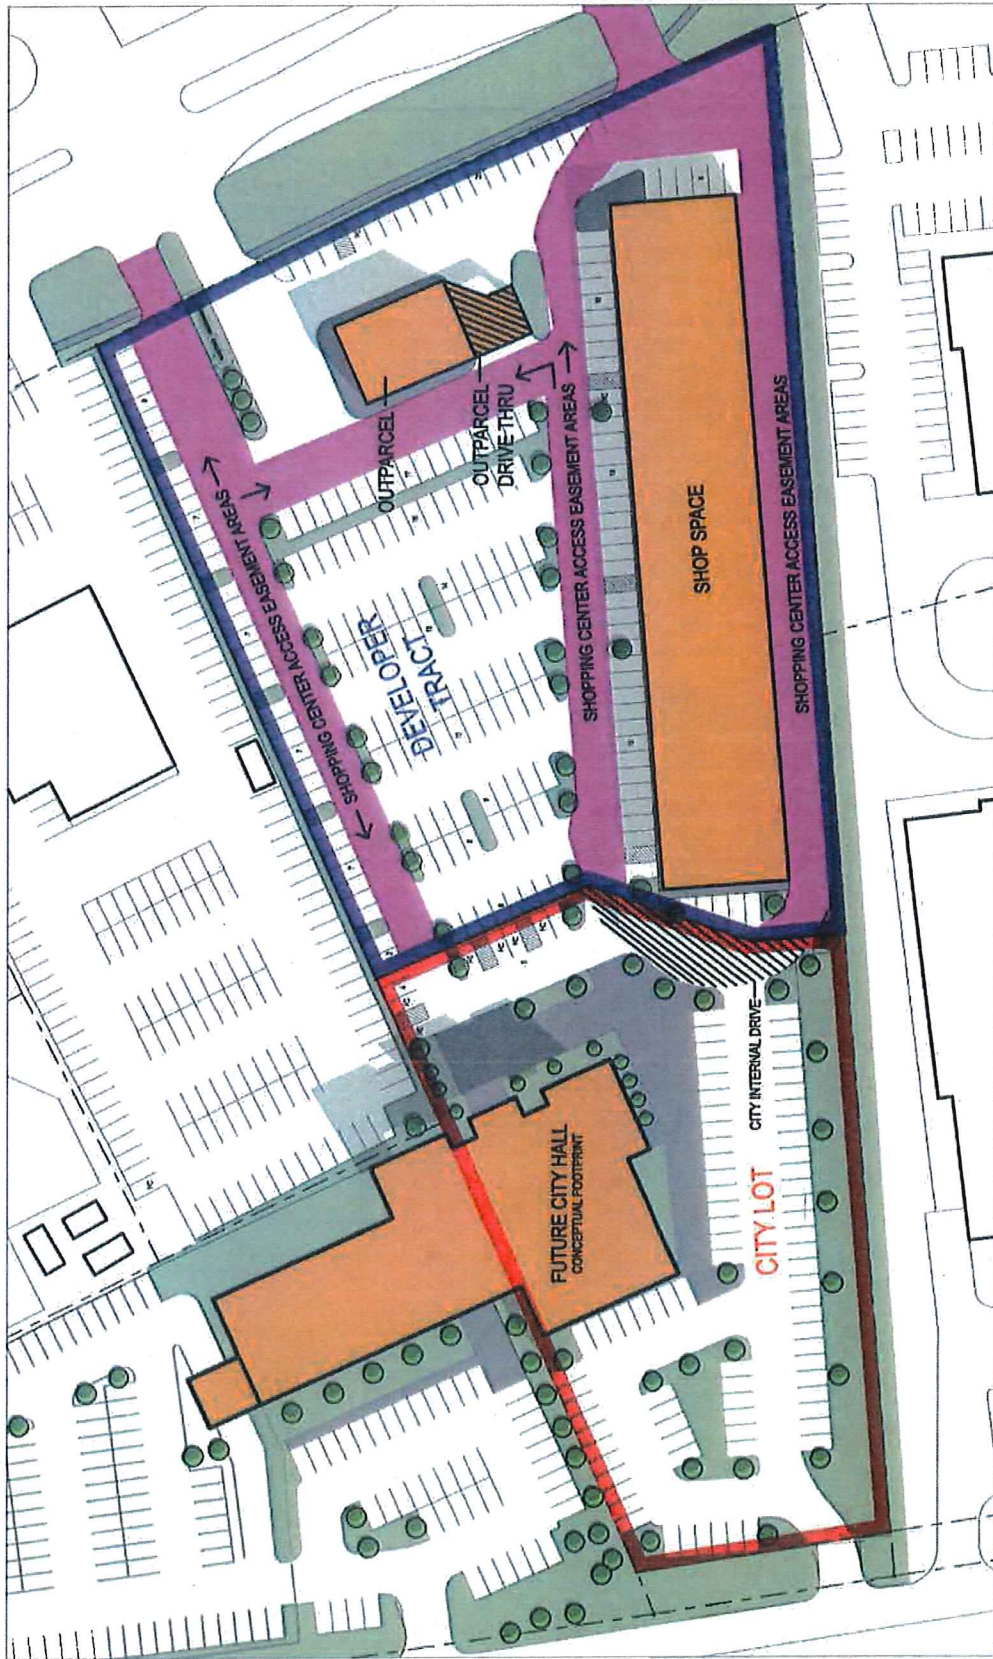 ← SHOPPING CENTER ACCESS EASEMENT AREAS →
OUTPARCEL
OUTPARCEL
DRIVE-THRU
DEVELOPER
TRACT
SHOPPING CENTER ACCESS EASEMENT AREAS →
SHOP SPACE
SHOPPING CENTER ACCESS EASEMENT AREAS
FUTURE CITY HALL
CONCEPTUAL FOOTPRINT
CITY INTERNAL DRIVE
CITY LOT